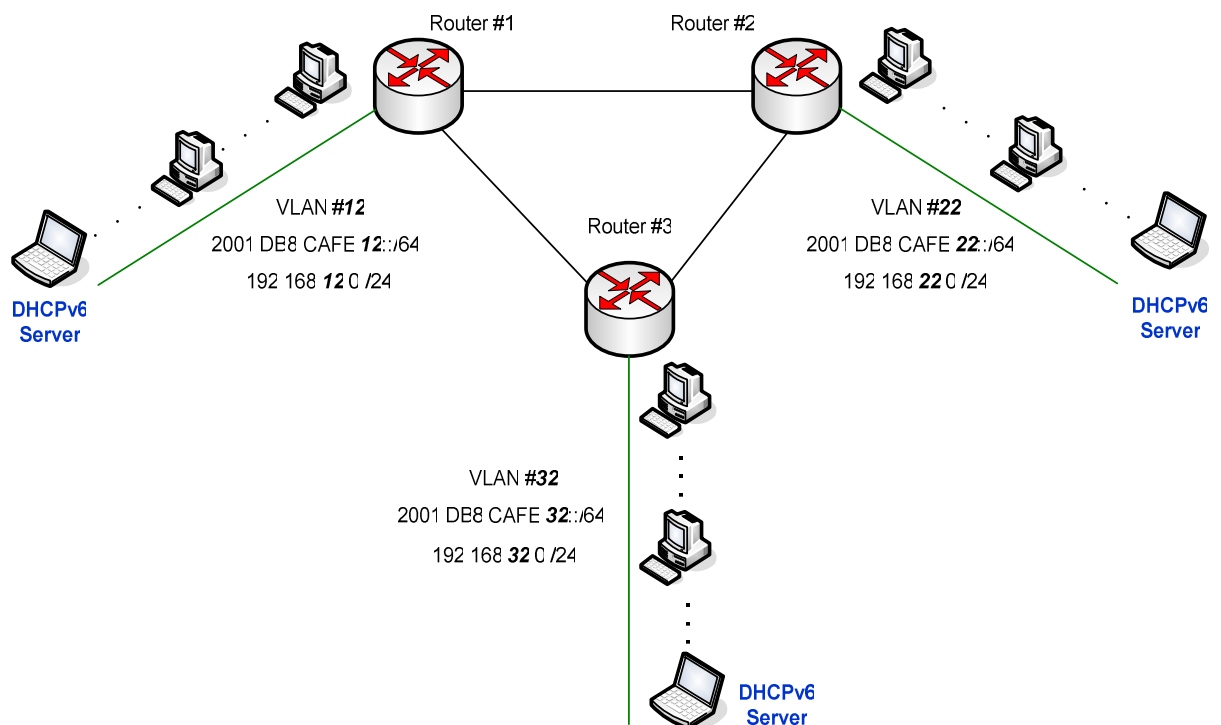 Router #1
Router #2
VLAN #12
2001 DB8 CAFE 12::/64
192 168 12 0 /24
DHCPv6
Server
VLAN #22
2001 DB8 CAFE 22::/64
192 168 22 0 /24
DHCPv6
Server
Router #3
VLAN #32
2001 DB8 CAFE 32::/64
192 168 32 0 /24
DHCPv6
Server